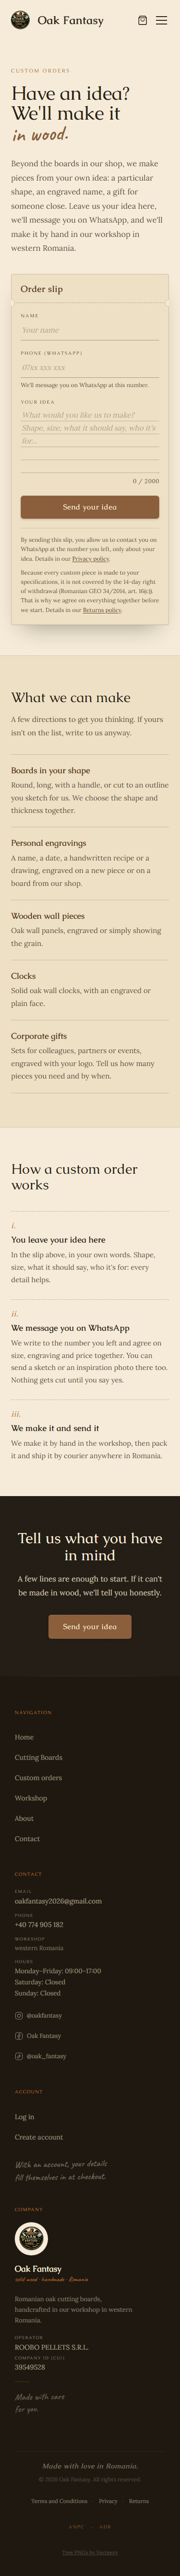 Oak Fantasy
CUSTOM ORDERS
Have an idea?
We'll make it
in wood.
Beyond the boards in our shop, we make
pieces from your own idea: a particular
shape, an engraved name, a gift for
someone close. Leave us your idea here,
we'll message you on WhatsApp, and we'll
make it by hand in our workshop in
western Romania.
Order slip
NAME
Your name
PHONE (WHATSAPP)
07xx xxx xxx
We'll message you on WhatsApp at this number.
YOUR IDEA
What would you like us to make?
Shape, size, what it should say, who it's
for...
0 / 2000
Send your idea
By sending this slip, you allow us to contact you on
WhatsApp at the number you left, only about your
idea. Details in our Privacy policy.
Because every custom piece is made to your
specifications, it is not covered by the 14-day right
of withdrawal (Romanian GEO 34/2014, art. 16(c)).
That is why we agree on everything together before
we start. Details in our Returns policy.
What we can make
A few directions to get you thinking. If yours
isn't on the list, write to us anyway.
Boards in your shape
Round, long, with a handle, or cut to an outline
you sketch for us. We choose the shape and
thickness together.
Personal engravings
A name, a date, a handwritten recipe or a
drawing, engraved on a new piece or on a
board from our shop.
Wooden wall pieces
Oak wall panels, engraved or simply showing
the grain.
Clocks
Solid oak wall clocks, with an engraved or
plain face.
Corporate gifts
Sets for colleagues, partners or events,
engraved with your logo. Tell us how many
pieces you need and by when.
How a custom order
works
i.
You leave your idea here
In the slip above, in your own words. Shape,
size, what it should say, who it's for: every
detail helps.
ii.
We message you on WhatsApp
We write to the number you left and agree on
size, engraving and price together. You can
send a sketch or an inspiration photo there too.
Nothing gets cut until you say yes.
iii.
We make it and send it
We make it by hand in the workshop, then pack
it and ship it by courier anywhere in Romania.
Tell us what you have
in mind
A few lines are enough to start. If it can't
be made in wood, we'll tell you honestly.
Send your idea
NAVIGATION
Home
Cutting Boards
Custom orders
Workshop
About
Contact
CONTACT
EMAIL
oakfantasy2026@gmail.com
PHONE
+40 774 905 182
WORKSHOP
western Romania
HOURS
Monday–Friday: 09:00–17:00
Saturday: Closed
Sunday: Closed
@oakfantasy
Oak Fantasy
@oak_fantasy
ACCOUNT
Log in
Create account
With an account, your details
fill themselves in at checkout.
COMPANY
Oak Fantasy
solid wood · handmade · Romania
Romanian oak cutting boards,
handcrafted in our workshop in western
Romania.
OPERATOR
ROOBO PELLETS S.R.L.
COMPANY ID (CUI)
39549528
Made with care
for you.
Made with love in Romania.
© 2026 Oak Fantasy. All rights reserved.
Terms and Conditions Privacy Returns
ANPC · ADR